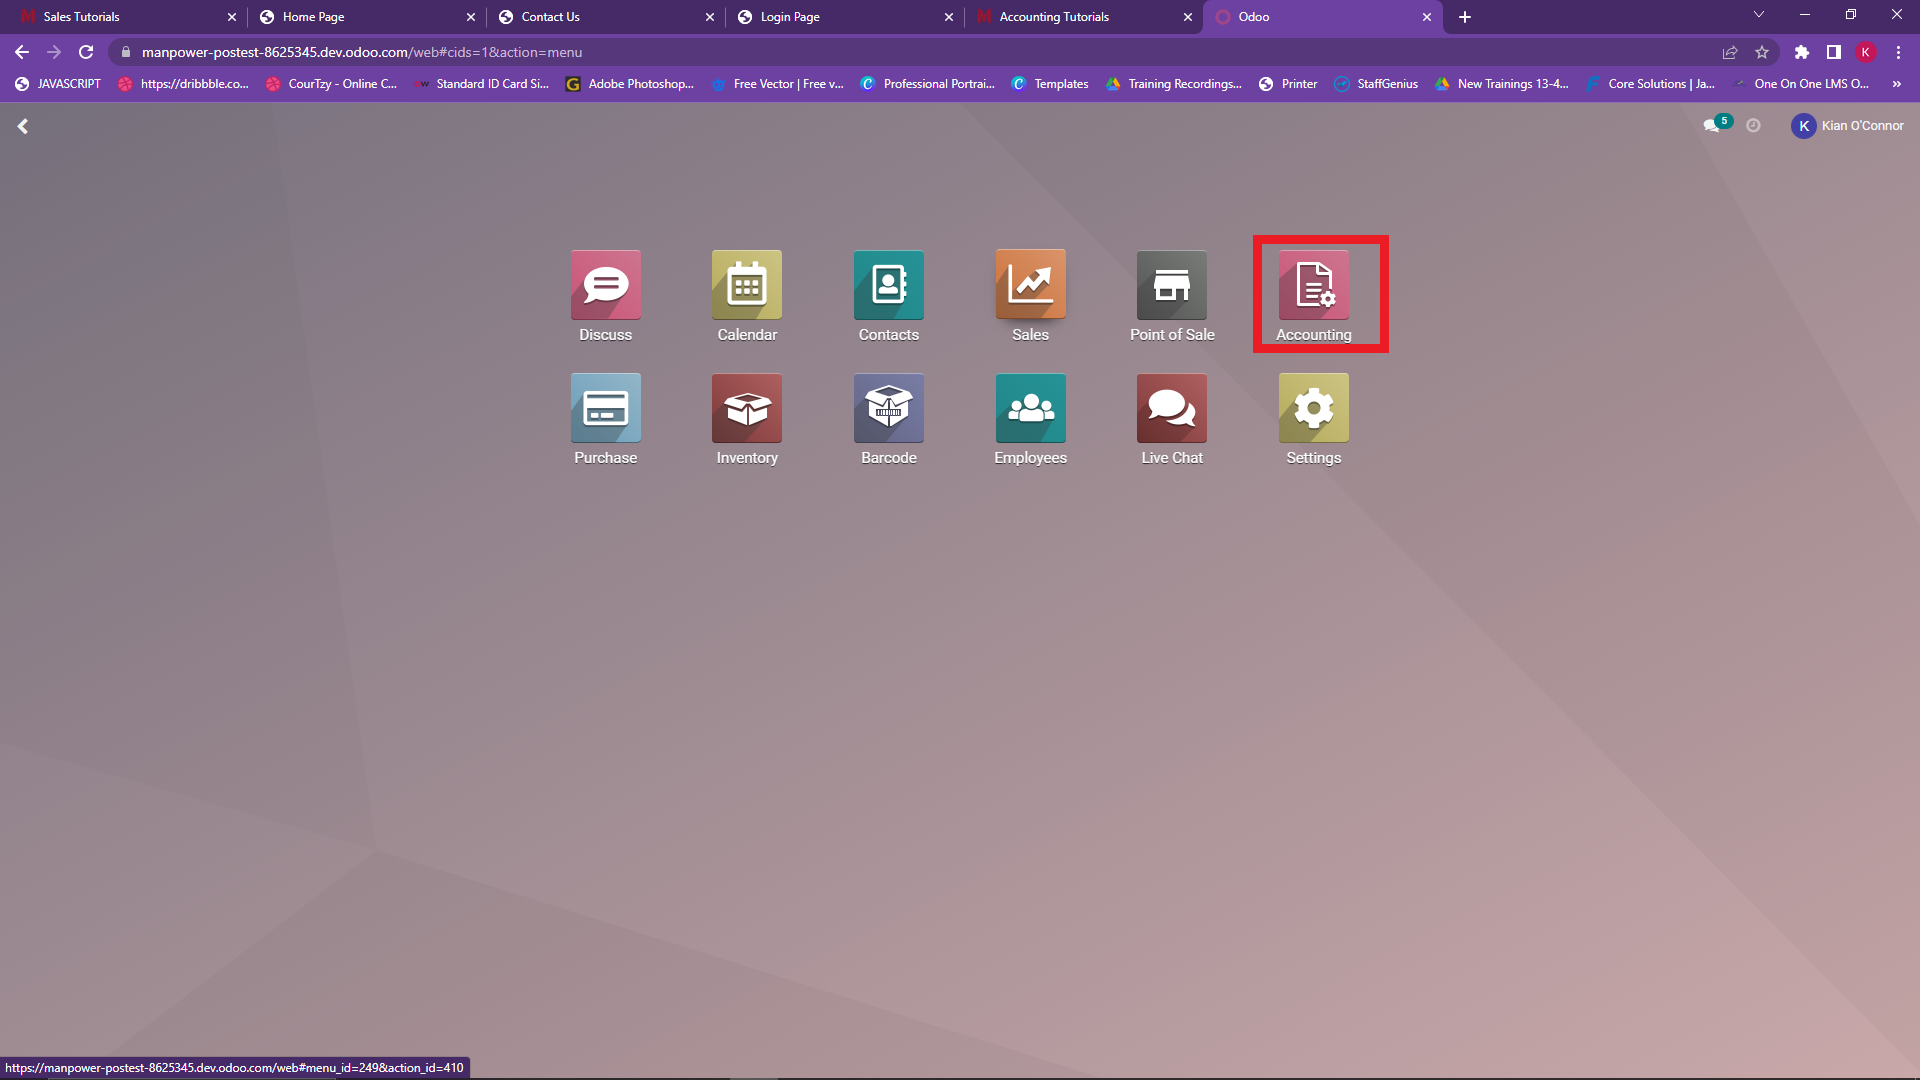 Sales Tutorials
Home Page
Contact Us
Login Page
Accounting Tutorials
Odoo
manpower-postest-8625345.dev.odoo.com/web#cids=1&action=menu
K
JAVASCRIPT
https://dribbble.co...
CourTzy - Online C...
Standard ID Card Si...
G
Adobe Photoshop...
Free Vector | Free v...
Professional Portrai...
Templates
Training Recordings...
Printer
StaffGenius
New Trainings 13-4...
Core Solutions | Ja...
One On One LMS O...
»
5
K
Kian O'Connor
Discuss
Calendar
Contacts
Sales
Point of Sale
Accounting
Purchase
Inventory
Barcode
Employees
Live Chat
Settings
https://manpower-postest-8625345.dev.odoo.com/web#menu_id=249&action_id=410